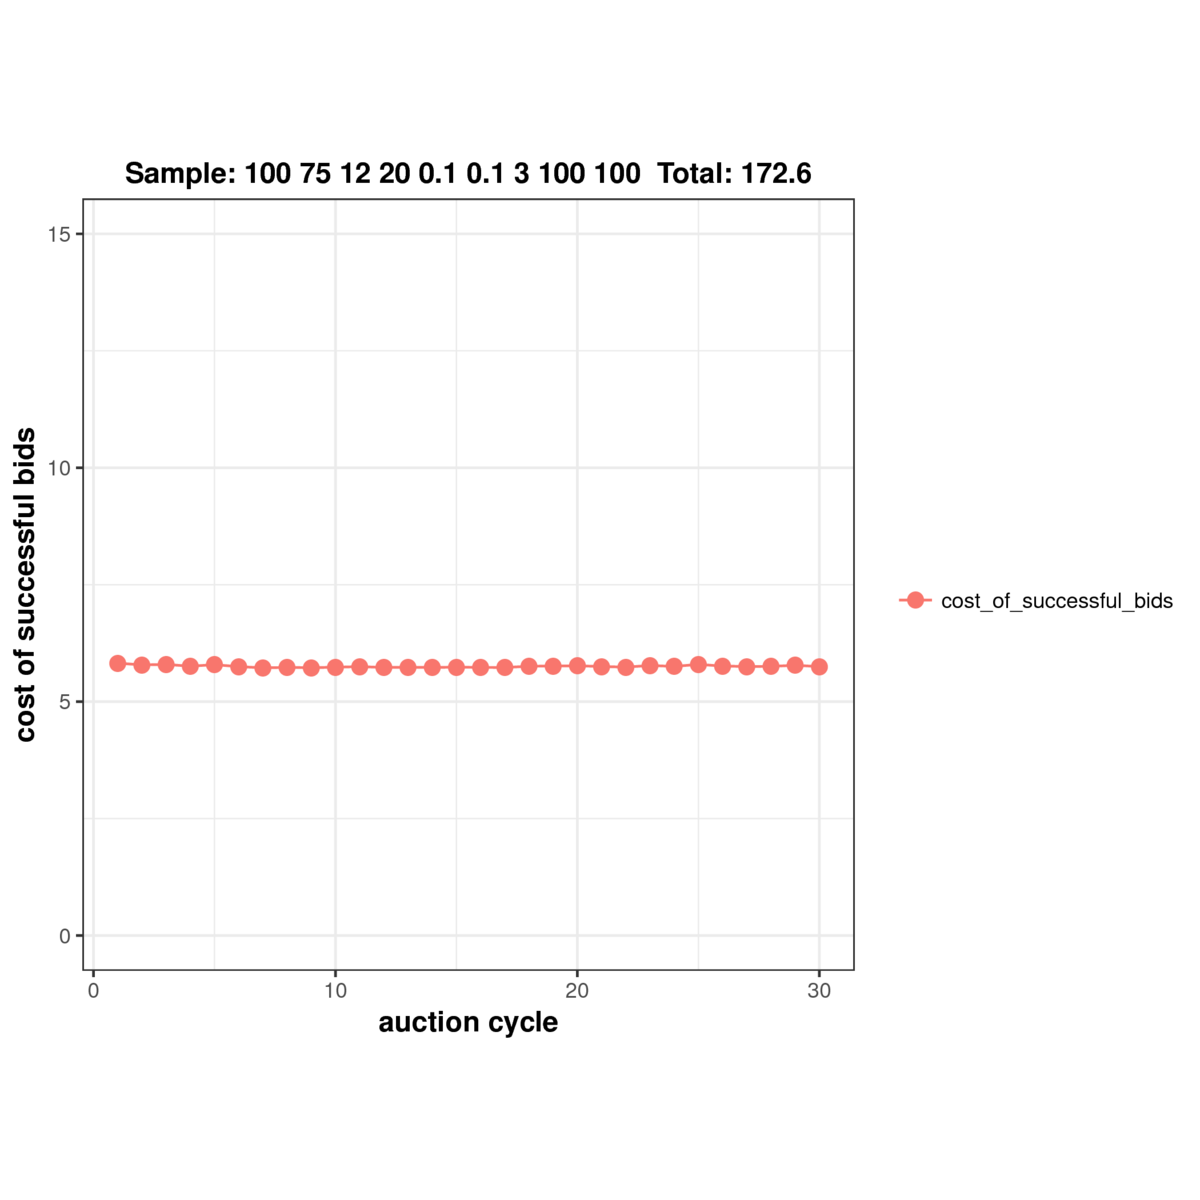 Sample: 100 75 12 20 0.1 0.1 3 100 100  Total: 172.6
15
10
5
0
cost of successful bids
0 10 20 30
auction cycle
cost_of_successful_bids